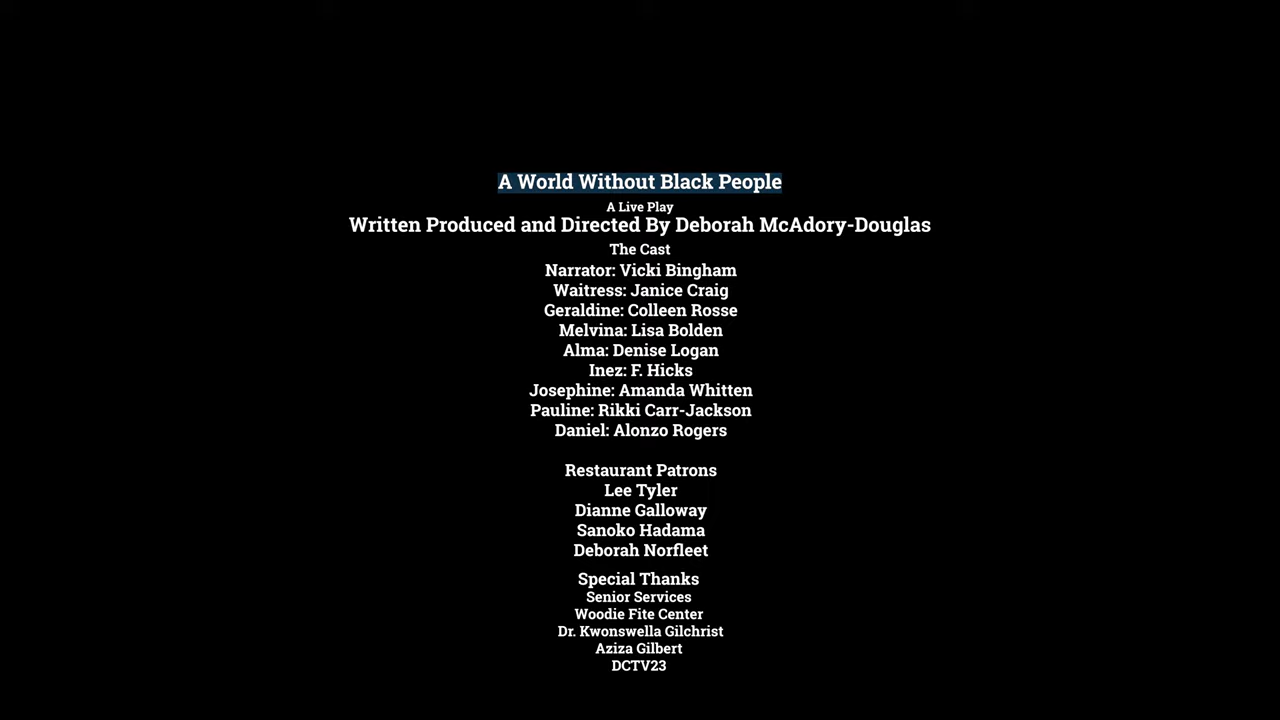 A World Without Black People
A Live Play
Written Produced and Directed By Deborah McAdory-Douglas
The Cast
Narrator: Vicki Bingham
Waitress: Janice Craig
Geraldine: Colleen Rosse
Melvina: Lisa Bolden
Alma: Denise Logan
Inez: F. Hicks
Josephine: Amanda Whitten
Pauline: Rikki Carr-Jackson
Daniel: Alonzo Rogers
Restaurant Patrons
Lee Tyler
Dianne Galloway
Sanoko Hadama
Deborah Norfleet
Special Thanks
Senior Services
Woodie Fite Center
Dr. Kwonswella Gilchrist
Aziza Gilbert
DCTV23